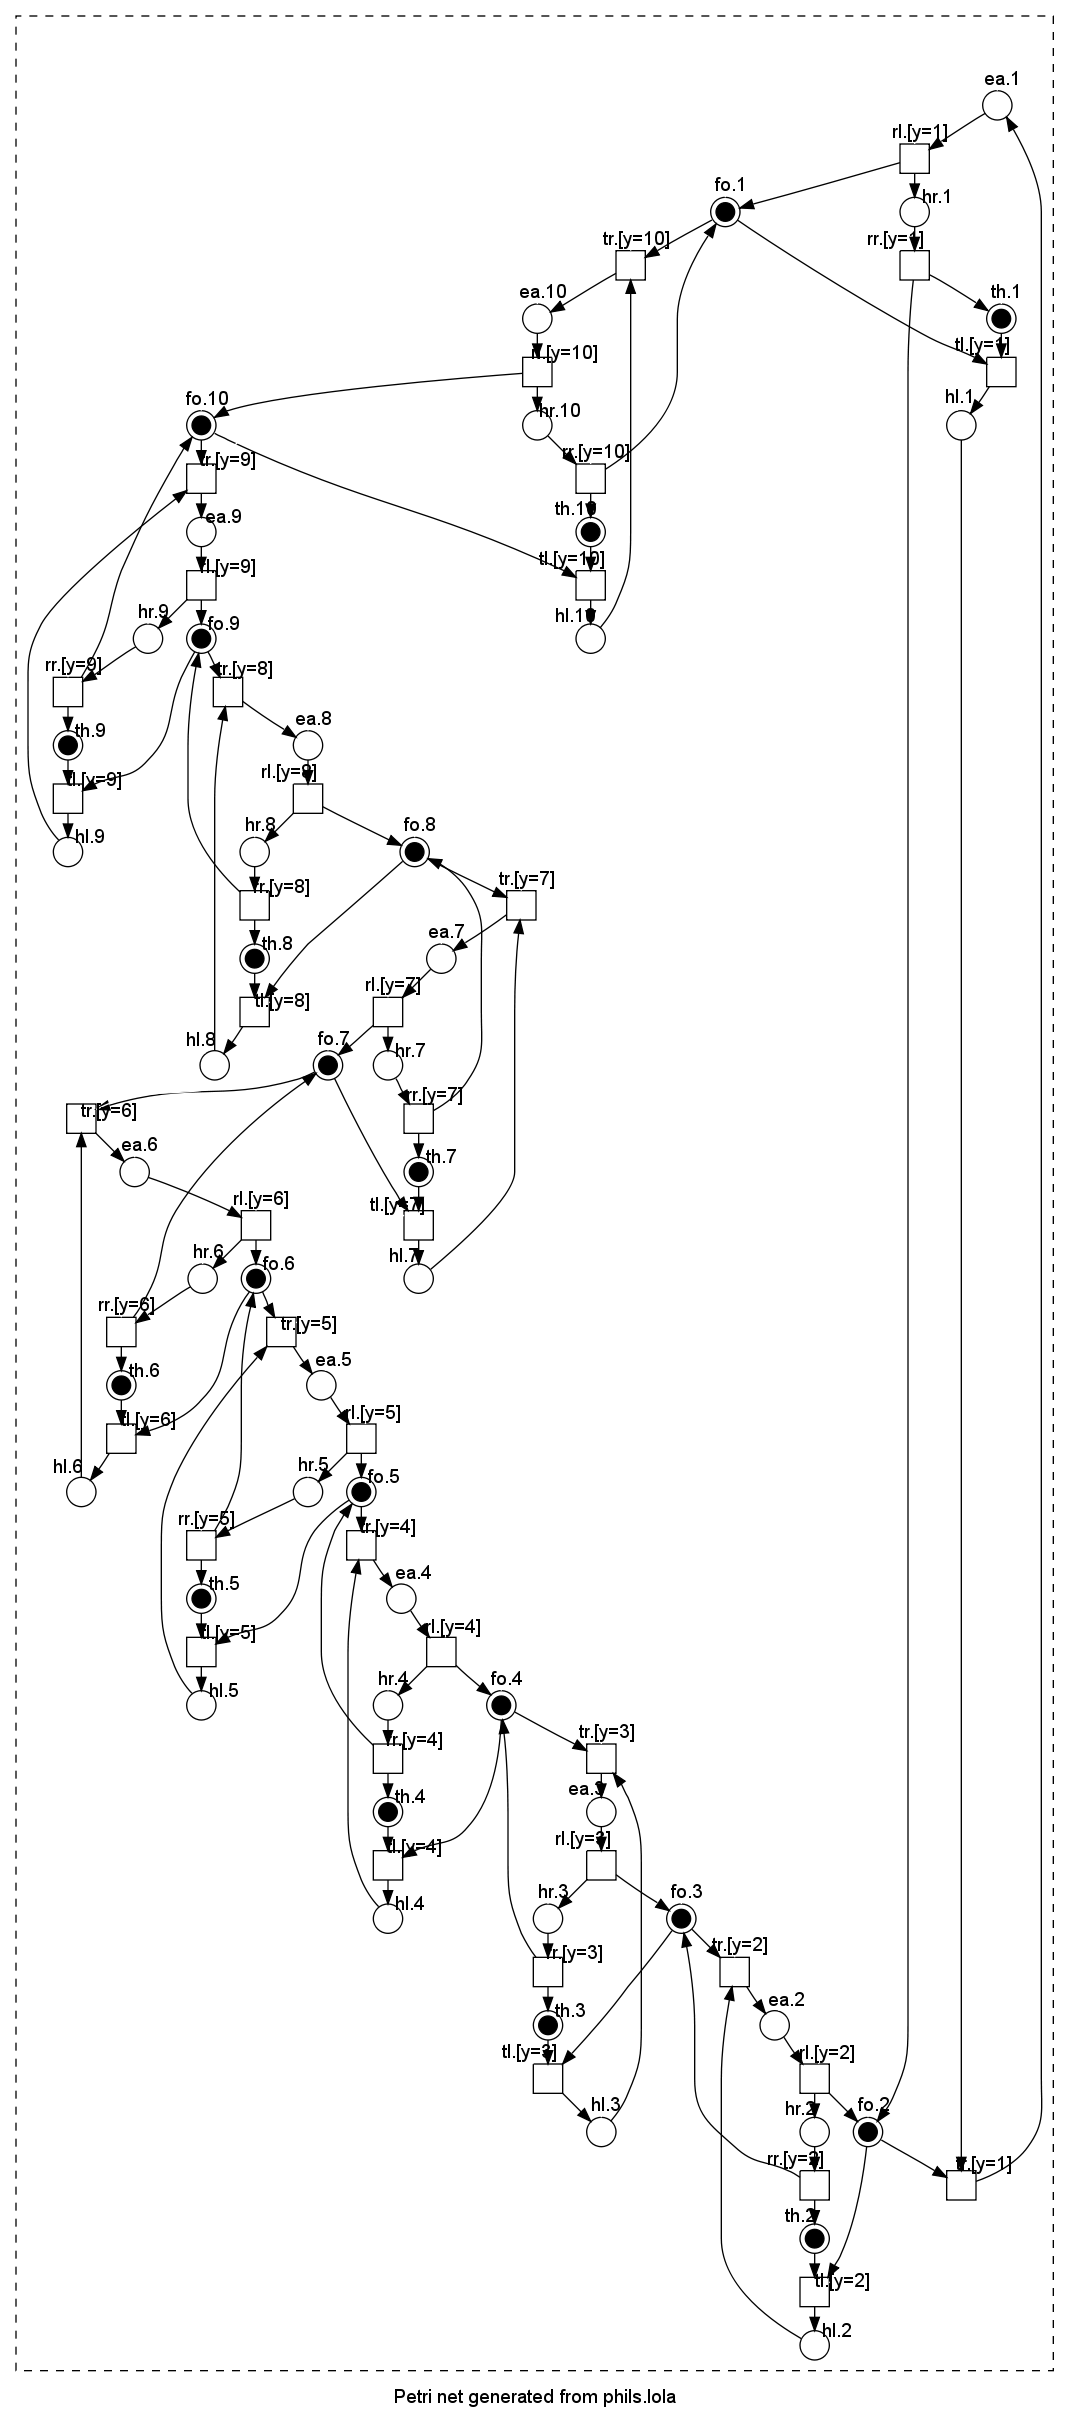 ea.1
rl.[y=1]
fo.1
hr.1
tr.[y=10]
rr.[y=1]
ea.10
th.1
rl.[y=10]
tl.[y=1]
fo.10
hr.10
hl.1
tr.[y=9]
rr.[y=10]
ea.9
th.10
rl.[y=9]
tl.[y=10]
hr.9
fo.9
hl.10
rr.[y=9]
tr.[y=8]
th.9
ea.8
tl.[y=9]
rl.[y=8]
hl.9
hr.8
fo.8
rr.[y=8]
tr.[y=7]
th.8
ea.7
tl.[y=8]
rl.[y=7]
hl.8
fo.7
hr.7
tr.[y=6]
rr.[y=7]
ea.6
th.7
rl.[y=6]
tl.[y=7]
hr.6
fo.6
hl.7
rr.[y=6]
tr.[y=5]
th.6
ea.5
tl.[y=6]
rl.[y=5]
hl.6
hr.5
fo.5
rr.[y=5]
tr.[y=4]
th.5
ea.4
tl.[y=5]
rl.[y=4]
hl.5
hr.4
fo.4
rr.[y=4]
tr.[y=3]
th.4
ea.3
tl.[y=4]
rl.[y=3]
hl.4
hr.3
fo.3
rr.[y=3]
tr.[y=2]
th.3
ea.2
tl.[y=3]
rl.[y=2]
hl.3
hr.2
fo.2
rr.[y=2]
tr.[y=1]
th.2
tl.[y=2]
hl.2
Petri net generated from phils.lola